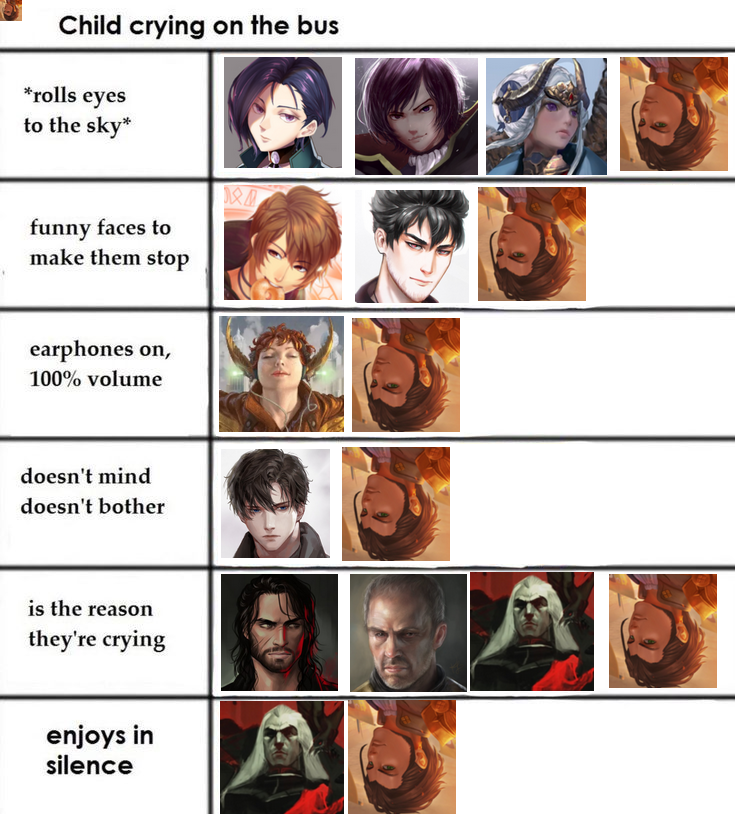 Child crying on the bus
*rolls eyes
to the sky*
funny faces to
make them stop
earphones on,
100% volume
doesn't mind
doesn't bother
is the reason
they're crying
enjoys in
silence